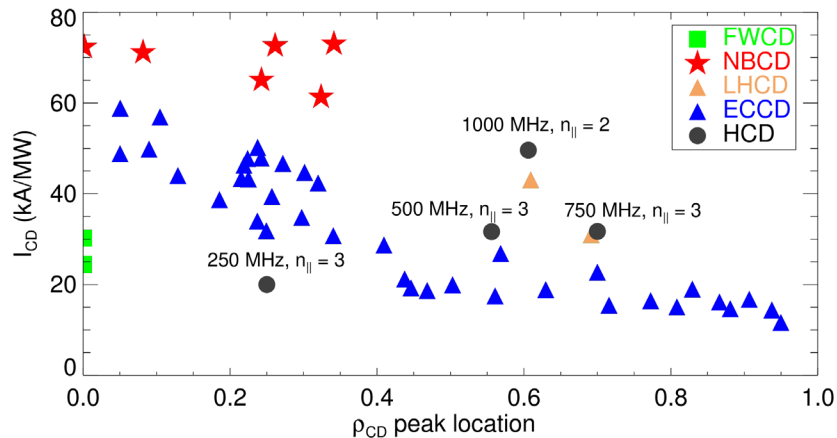 80
60
40
20
0
I_CD (kA/MW)
FWCD
NBCD
LHCD
ECCD
HCD
1000 MHz, n_|| = 2
500 MHz, n_|| = 3
750 MHz, n_|| = 3
250 MHz, n_|| = 3
0.0 0.2 0.4 0.6 0.8 1.0
ρ_CD peak location